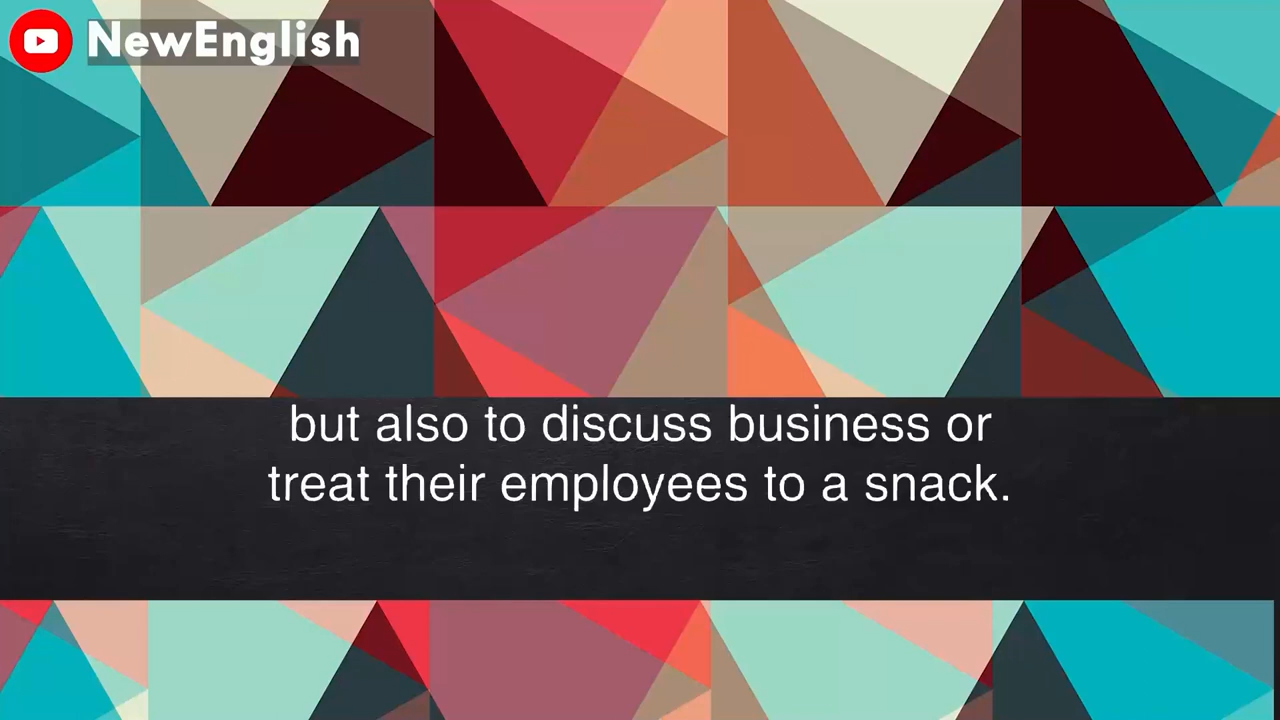 NewEnglish
but also to discuss business or
treat their employees to a snack.